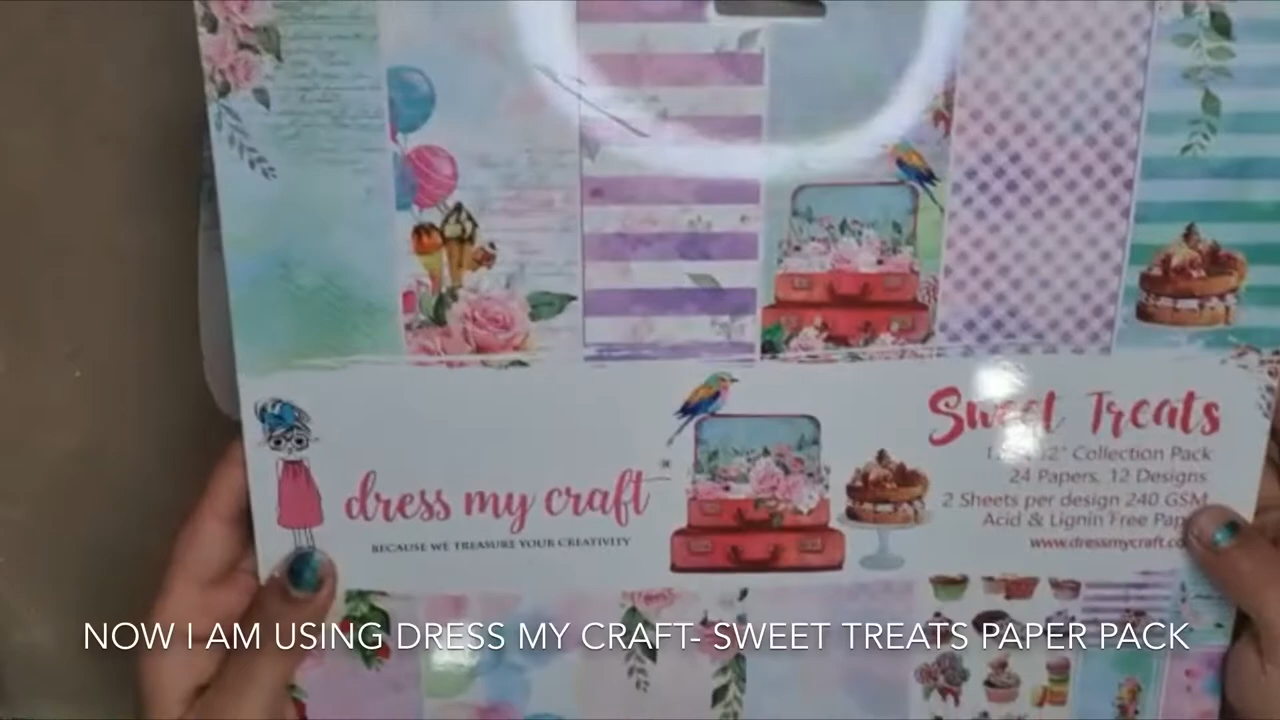 dress my craft
BECAUSE WE TREASURE YOUR CREATIVITY
Sweet Treats
Collection Pack
24 Papers. 12 Designs
2 Sheets per design 240 GSM
Acid & Lignin Free
NOW I AM USING DRESS MY CRAFT- SWEET TREATS PAPER PACK